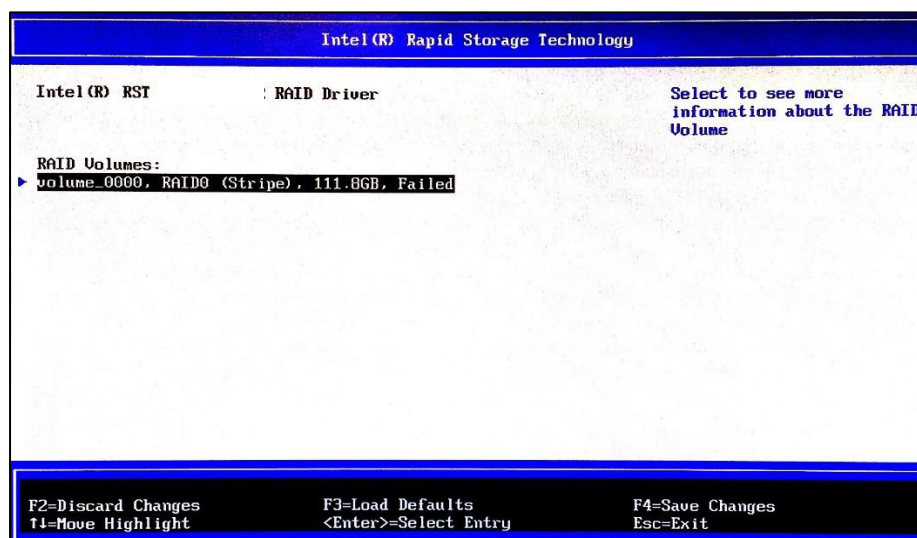 Intel(R) Rapid Storage Technology
Intel(R) RST : RAID Driver
Select to see more
information about the RAID
Volume
RAID Volumes:
volume_0000, RAID0 (Stripe), 111.8GB, Failed
F2=Discard Changes F3=Load Defaults F4=Save Changes
↑↓=Move Highlight <Enter>=Select Entry Esc=Exit